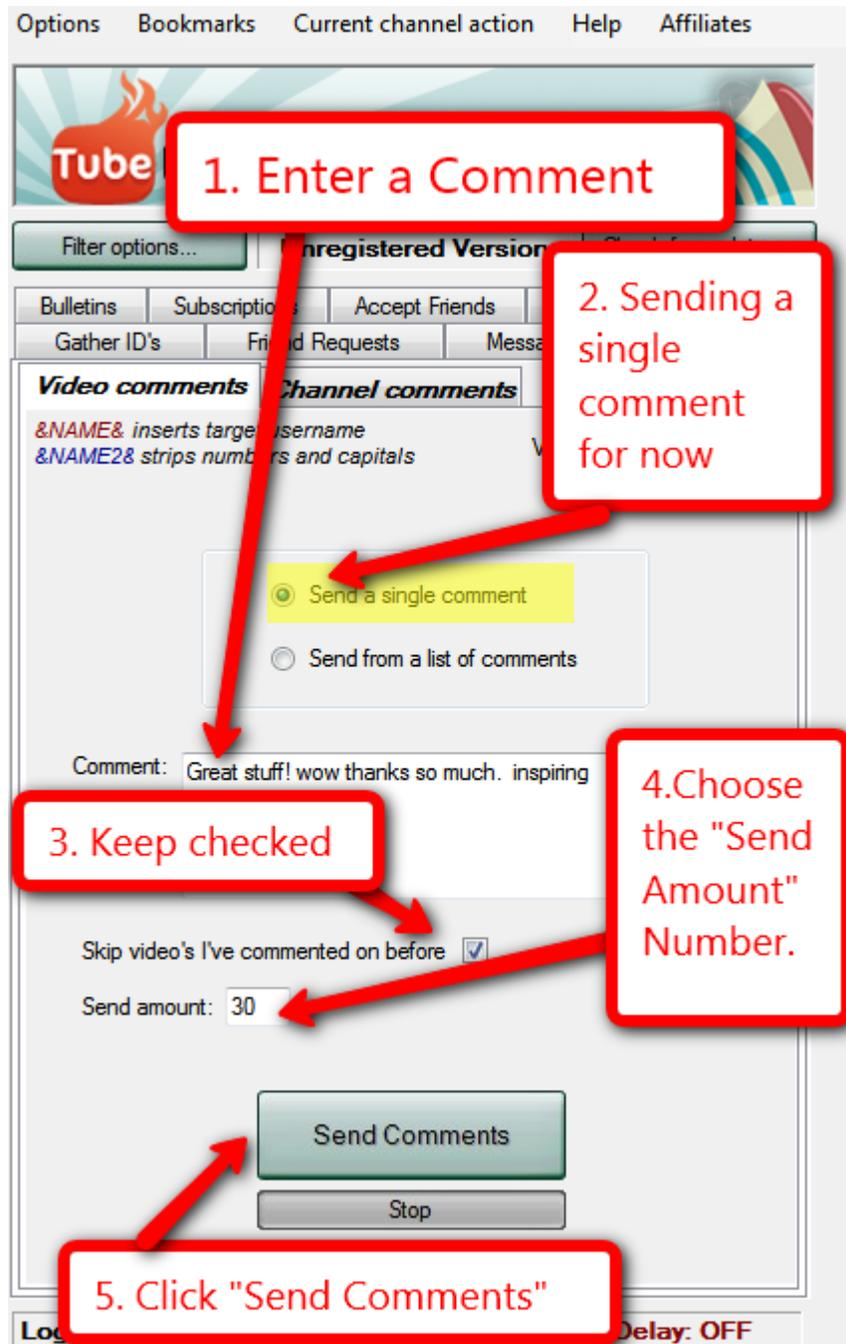 Options Bookmarks Current channel action Help Affiliates
Tube
1. Enter a Comment
Filter options...
Unregistered Version
2. Sending a
single
comment
for now
Bulletins Subscriptions Accept Friends
Gather ID's Friend Requests
Video comments Channel comments
&NAME& inserts target username
&NAME2& strips numbers and capitals
Send a single comment
Send from a list of comments
Comment: Great stuff! wow thanks so much. inspiring
3. Keep checked
4.Choose
the "Send
Amount"
Number.
Skip video's I've commented on before
Send amount: 30
Send Comments
Stop
5. Click "Send Comments"
Delay: OFF